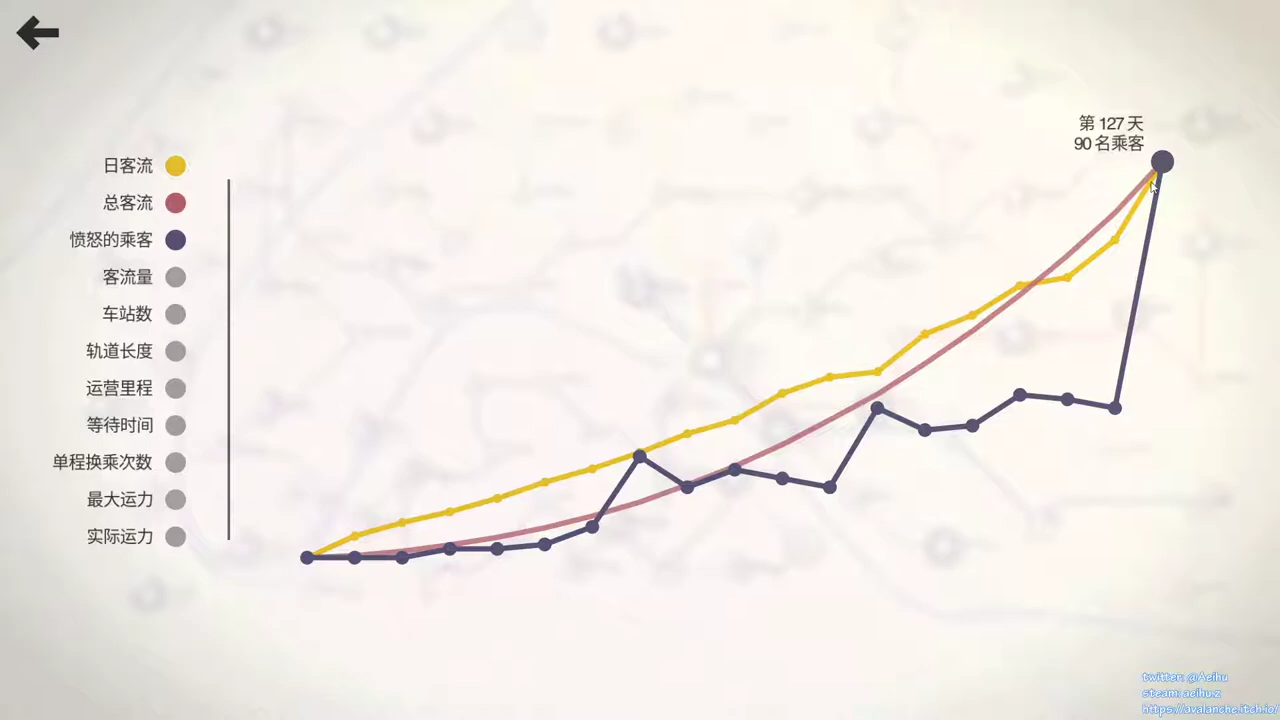 第 127 天
90 名乘客
日客流
总客流
愤怒的乘客
客流量
车站数
轨道长度
运营里程
等待时间
单程换乘次数
最大运力
实际运力
twitter: @Aeihu
steam: aeihu.z
https://avalanche.itch.io/